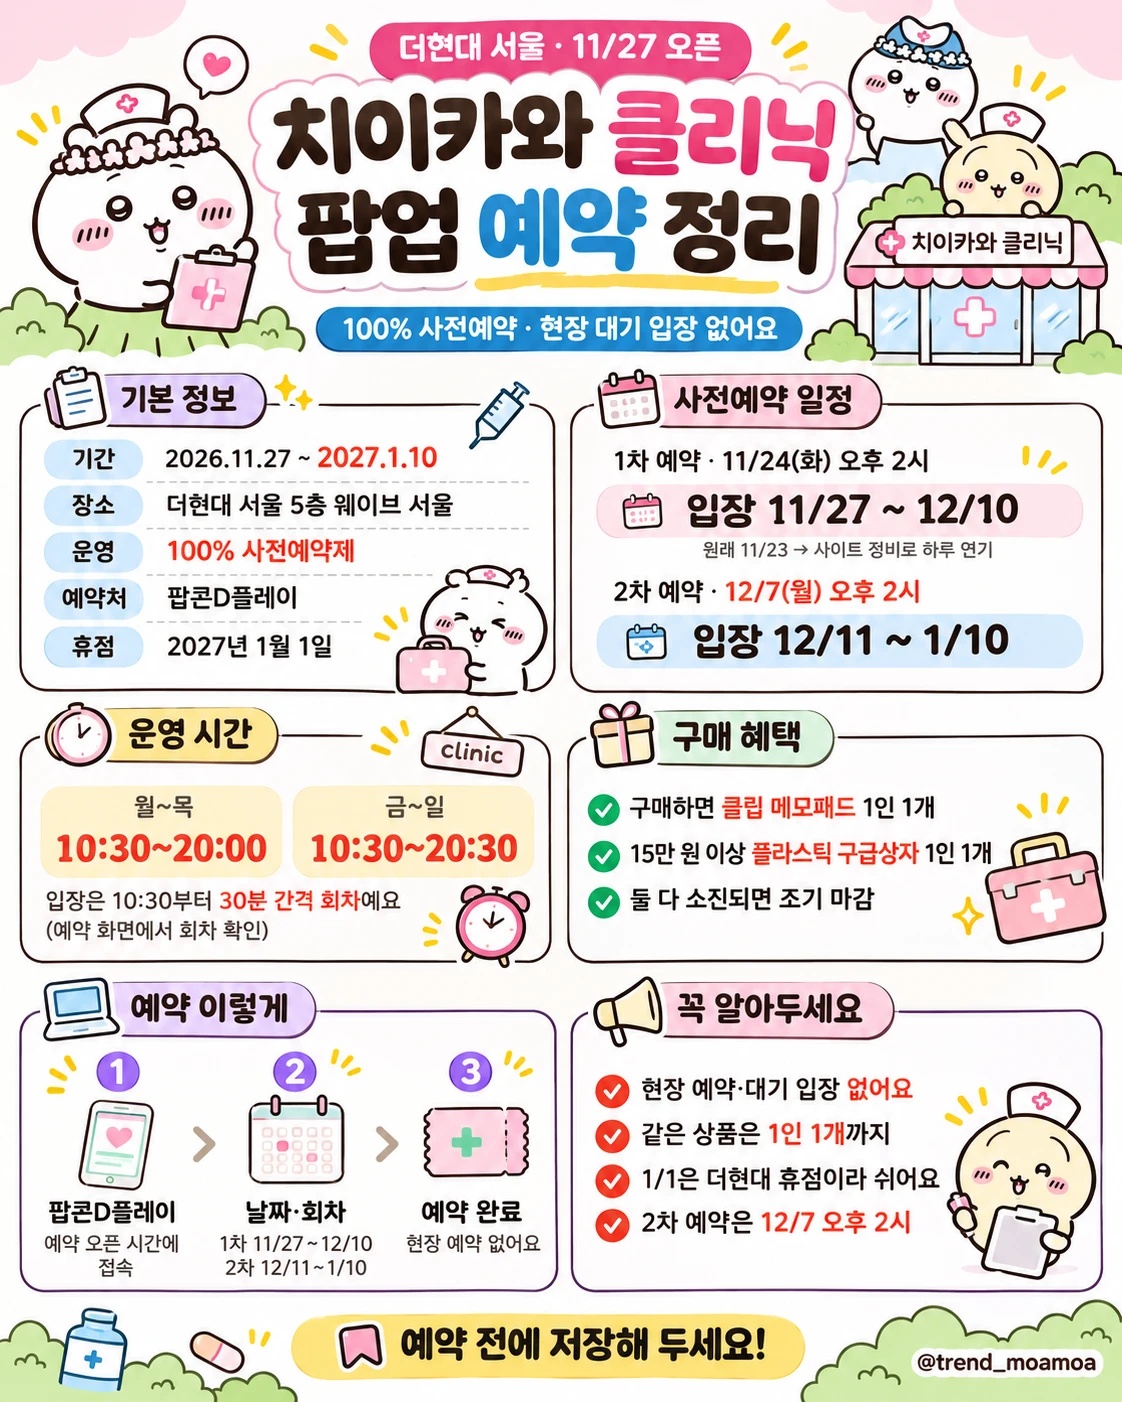 더현대 서울 · 11/27 오픈
치이카와 클리닉
팝업 예약 정리
100% 사전예약 · 현장 대기 입장 없어요
치이카와 클리닉
기본 정보
기간 2026.11.27 ~ 2027.1.10
장소 더현대 서울 5층 웨이브 서울
운영 100% 사전예약제
예약처 팝콘D플레이
휴점 2027년 1월 1일
사전예약 일정
1차 예약 · 11/24(화) 오후 2시
입장 11/27 ~ 12/10
원래 11/23 → 사이트 정비로 하루 연기
2차 예약 · 12/7(월) 오후 2시
입장 12/11 ~ 1/10
운영 시간
clinic
월~목
10:30~20:00
금~일
10:30~20:30
입장은 10:30부터 30분 간격 회차예요
(예약 화면에서 회차 확인)
구매 혜택
구매하면 클립 메모패드 1인 1개
15만 원 이상 플라스틱 구급상자 1인 1개
둘 다 소진되면 조기 마감
예약 이렇게
1
팝콘D플레이
예약 오픈 시간에
접속
2
날짜·회차
1차 11/27~12/10
2차 12/11~1/10
3
예약 완료
현장 예약 없어요
꼭 알아두세요
현장 예약·대기 입장 없어요
같은 상품은 1인 1개까지
1/1은 더현대 휴점이라 쉬어요
2차 예약은 12/7 오후 2시
예약 전에 저장해 두세요!
@trend_moamoa